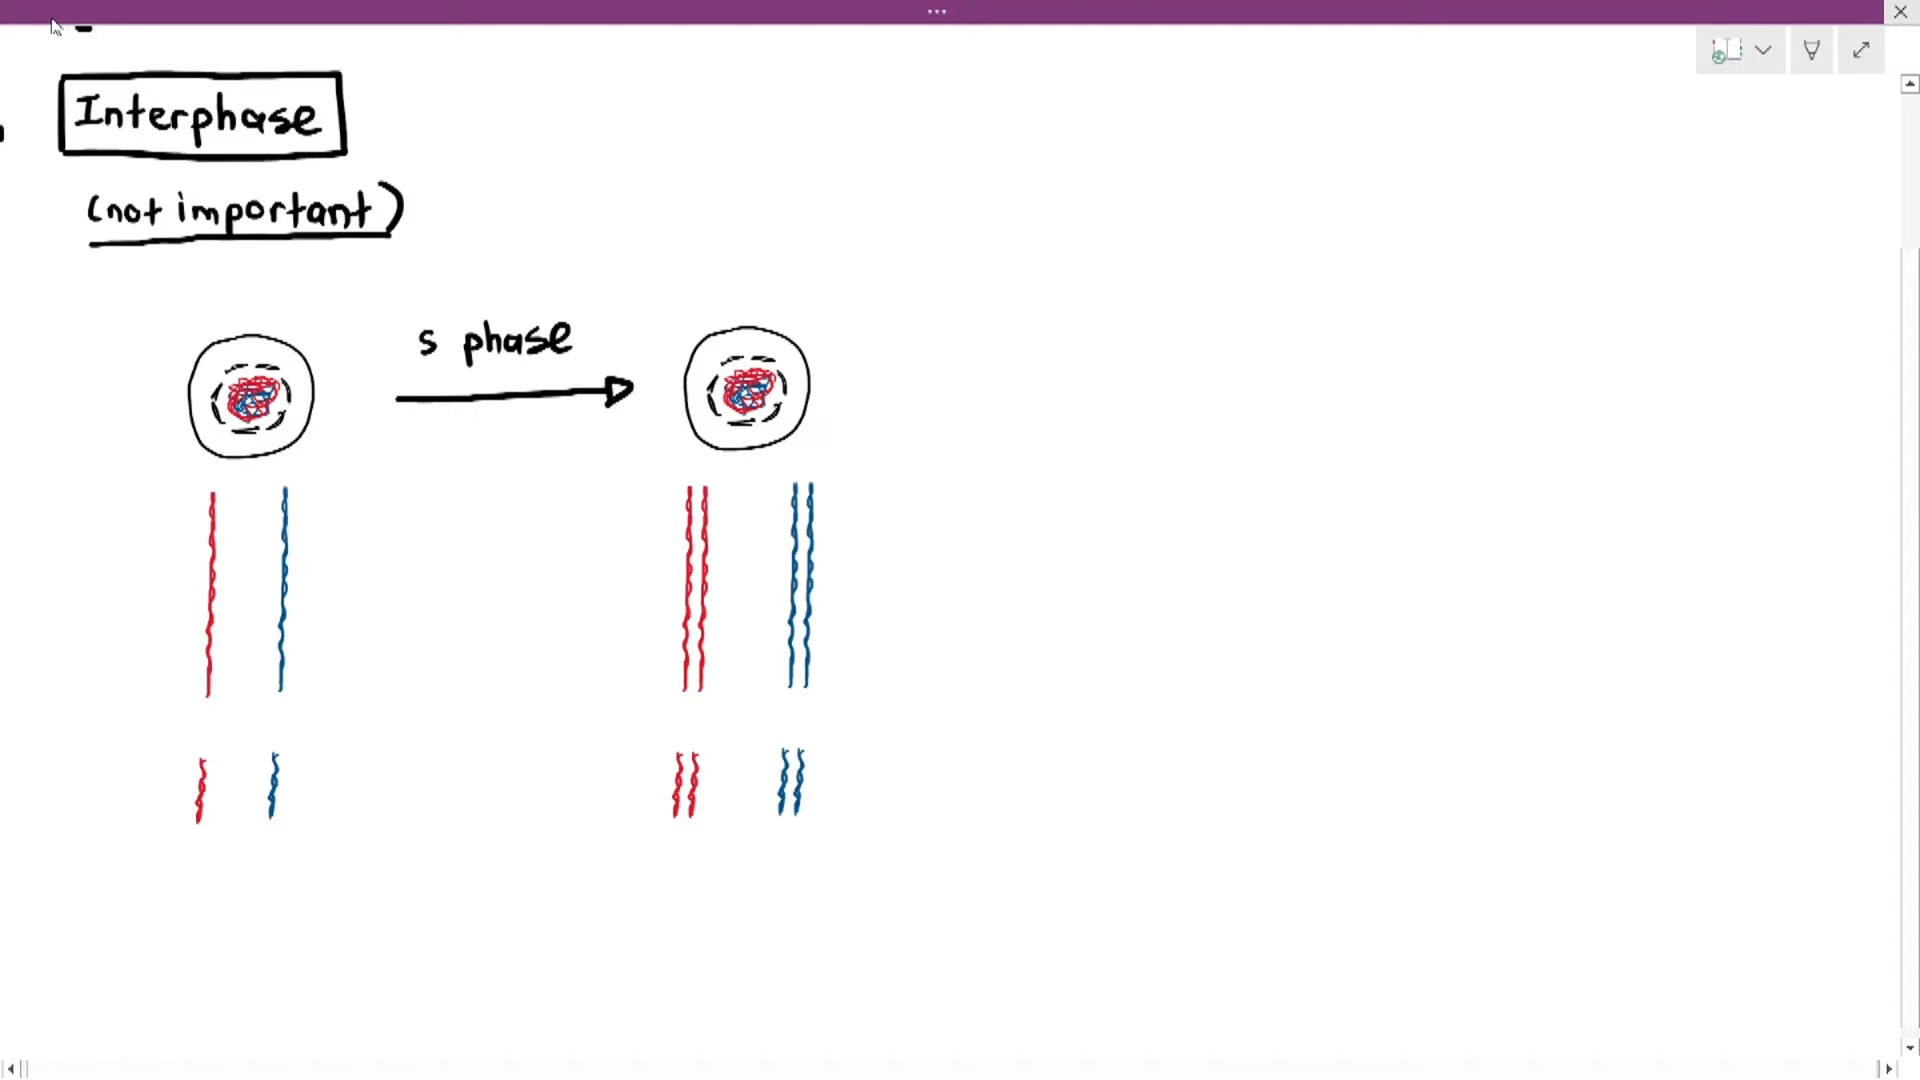 Interphase
(not important)
s phase